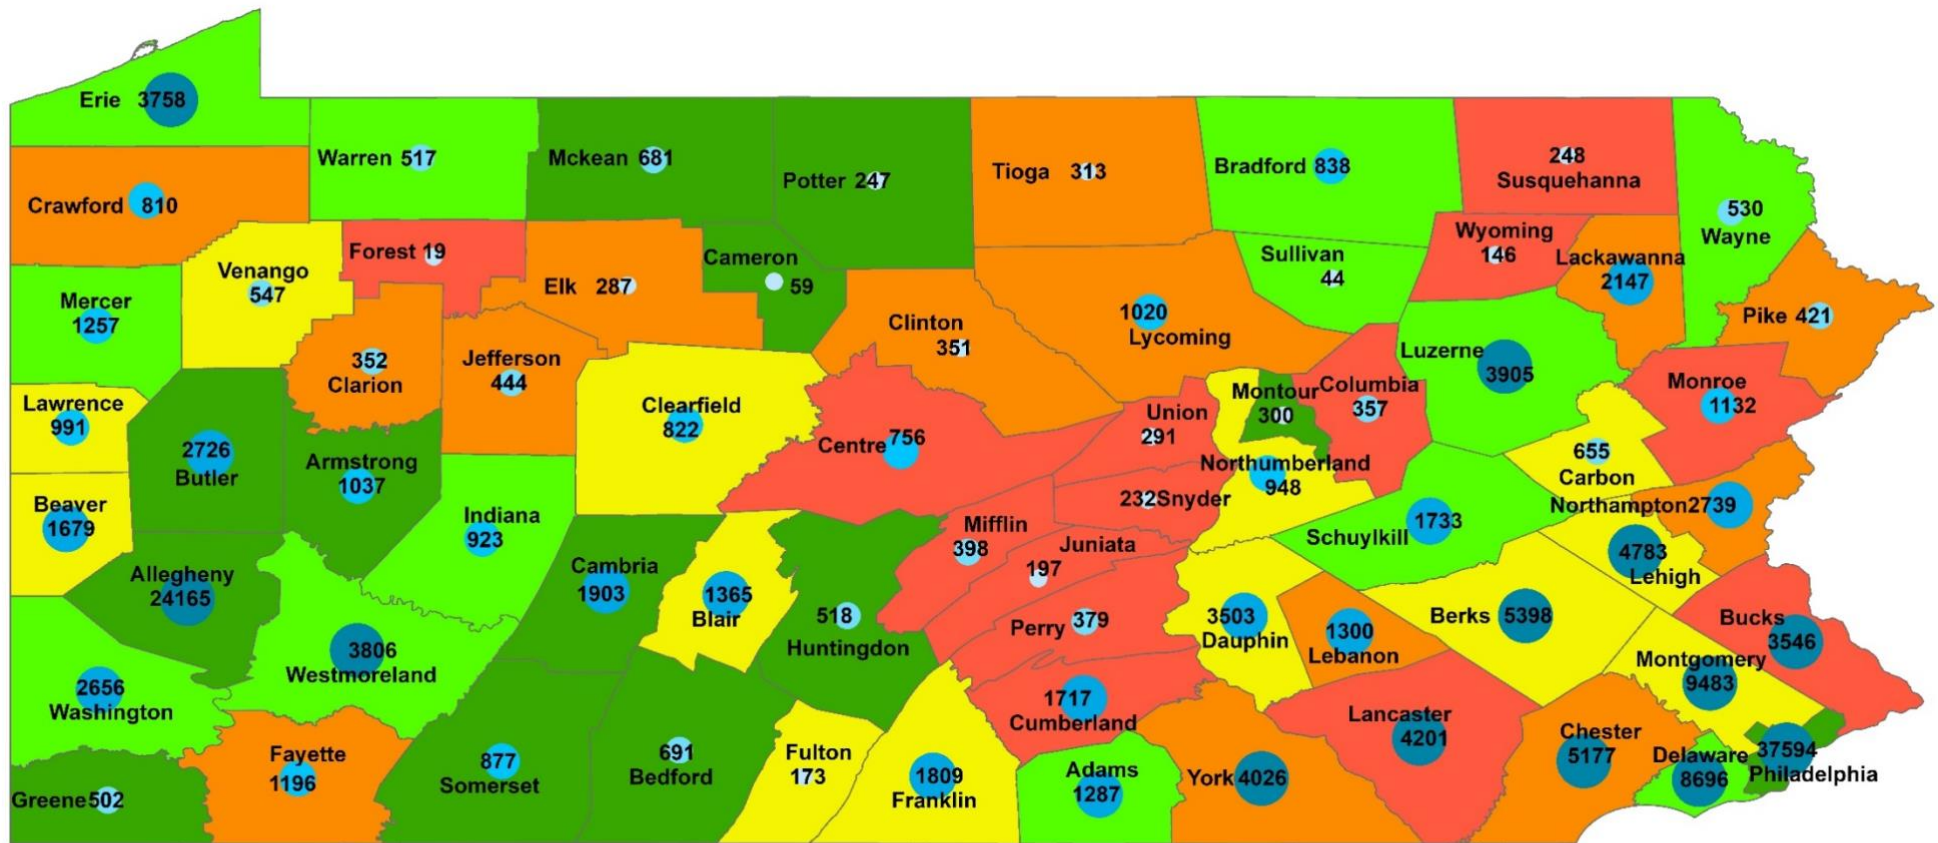 Erie 3758
Warren 517
Mckean 681
Potter 247
Tioga 313
Bradford 838
248
Susquehanna
530
Wayne
Crawford 810
Forest 19
Venango
547
Elk 287
Cameron
59
Sullivan
44
Wyoming
146
Lackawanna
2147
Pike 421
Mercer
1257
352
Clarion
Jefferson
444
Clinton
351
1020
Lycoming
Luzerne
3905
Monroe
1132
Lawrence
991
2726
Butler
Armstrong
1037
Clearfield
822
Centre 756
Union
291
Montour
300
Columbia
357
655
Carbon
Beaver
1679
Indiana
923
232 Snyder
Northumberland
948
Schuylkill 1733
Northampton 2739
4783
Lehigh
Allegheny
24165
Cambria
1903
1365
Blair
518
Huntingdon
Mifflin
398
Juniata
197
Perry 379
3503
Dauphin
1300
Lebanon
Berks 5398
Bucks
3546
2656
Washington
3806
Westmoreland
1717
Cumberland
Lancaster
4201
Montgomery
9483
Chester
5177
Delaware
8696
37594
Philadelphia
Greene 502
Fayette
1196
877
Somerset
691
Bedford
Fulton
173
1809
Franklin
Adams
1287
York 4026